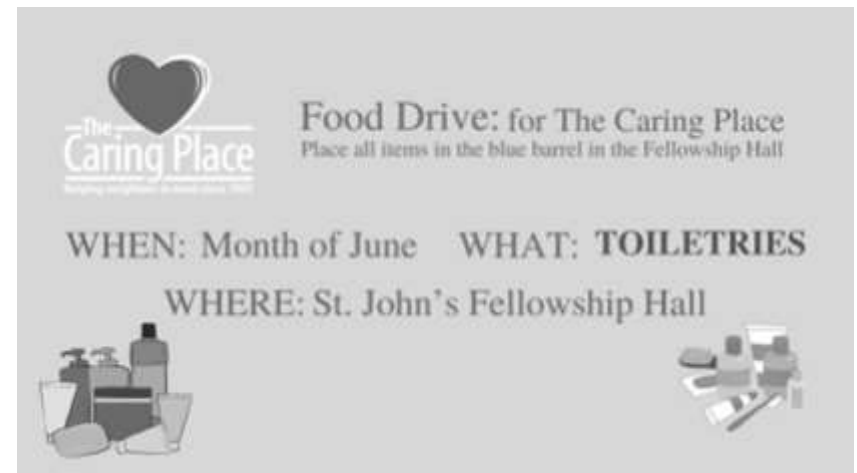 The
Caring Place
Food Drive: for The Caring Place
Place all items in the blue barrel in the Fellowship Hall
WHEN: Month of June WHAT: TOILETRIES
WHERE: St. John's Fellowship Hall